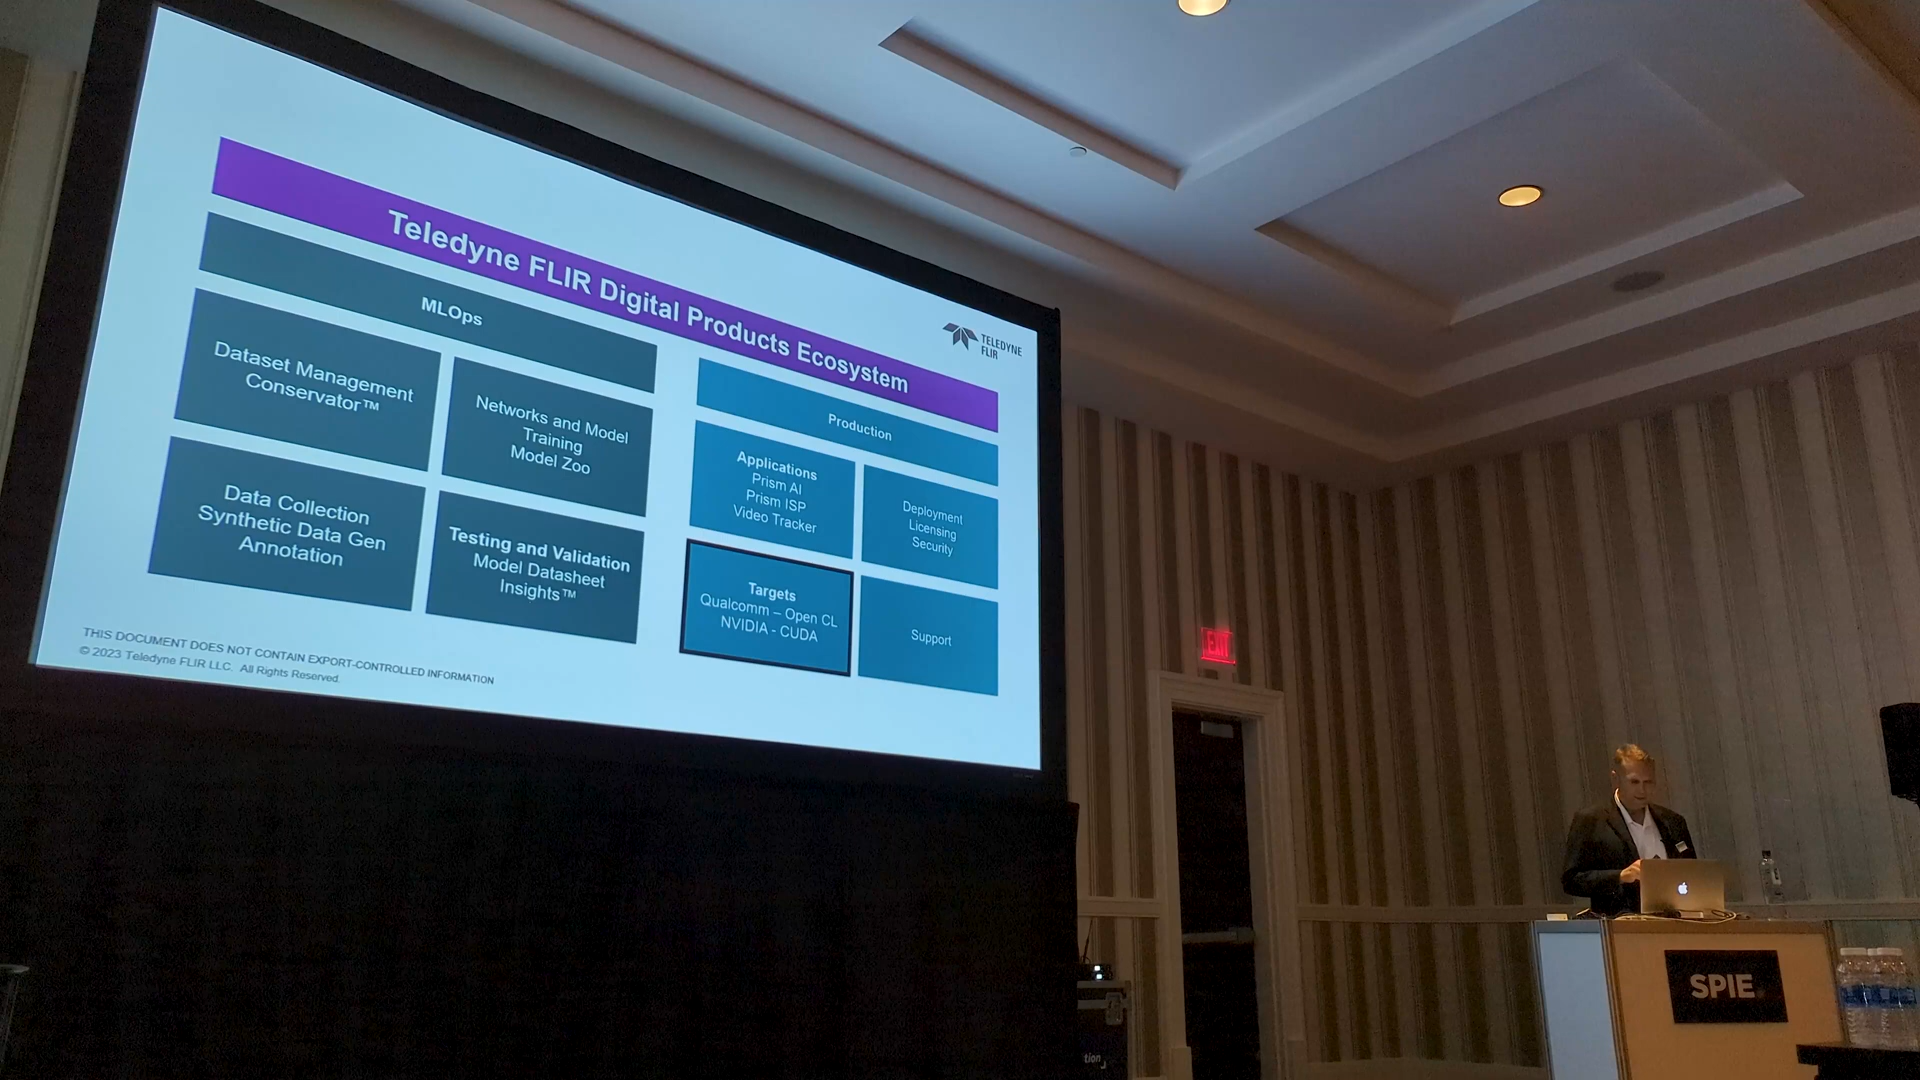 Teledyne FLIR Digital Products Ecosystem
TELEDYNE
FLIR
MLOps
Dataset Management
Conservator™
Networks and Model
Training
Model Zoo
Data Collection
Synthetic Data Gen
Annotation
Testing and Validation
Model Datasheet
Insights™
Production
Applications
Prism AI
Prism ISP
Video Tracker
Deployment
Licensing
Security
Targets
Qualcomm – Open CL
NVIDIA - CUDA
Support
THIS DOCUMENT DOES NOT CONTAIN EXPORT-CONTROLLED INFORMATION
© 2023 Teledyne FLIR LLC. All Rights Reserved.
EXIT
SPIE.
tion